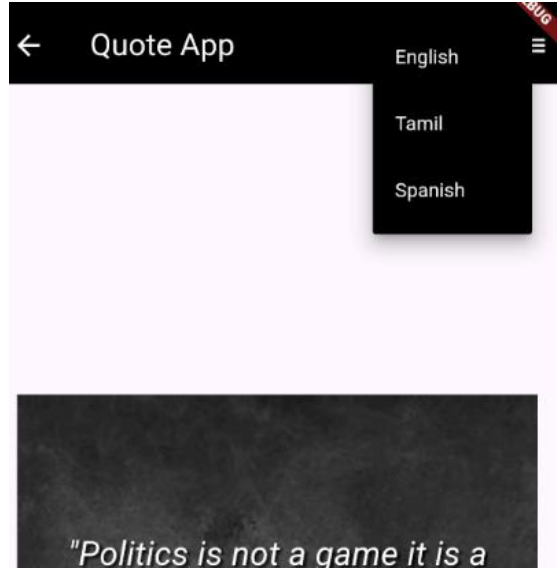 Quote App
English
Tamil
Spanish
"Politics is not a game it is a